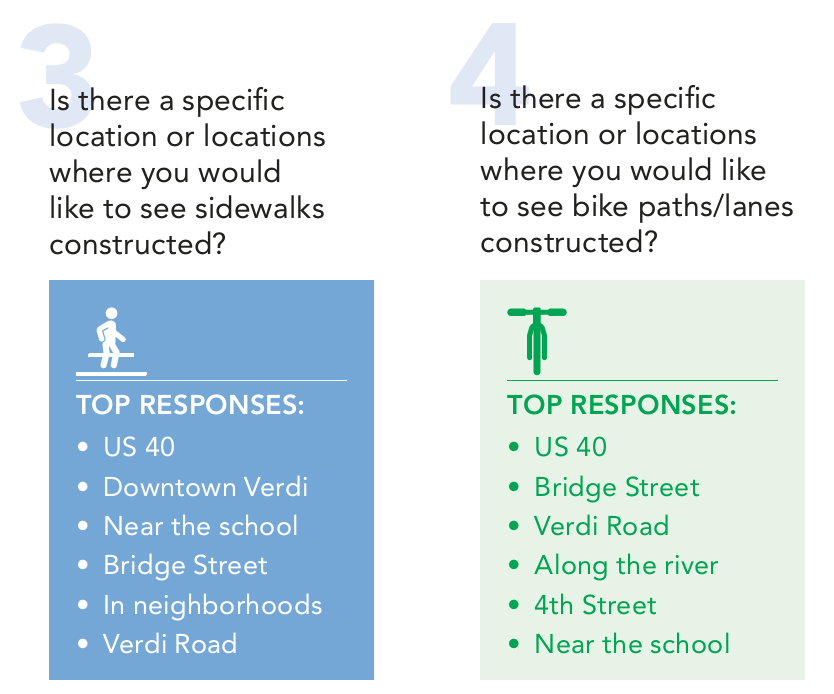 3
Is there a specific
location or locations
where you would
like to see sidewalks
constructed?
TOP RESPONSES:
• US 40
• Downtown Verdi
• Near the school
• Bridge Street
• In neighborhoods
• Verdi Road
4
Is there a specific
location or locations
where you would like
to see bike paths/lanes
constructed?
TOP RESPONSES:
• US 40
• Bridge Street
• Verdi Road
• Along the river
• 4th Street
• Near the school